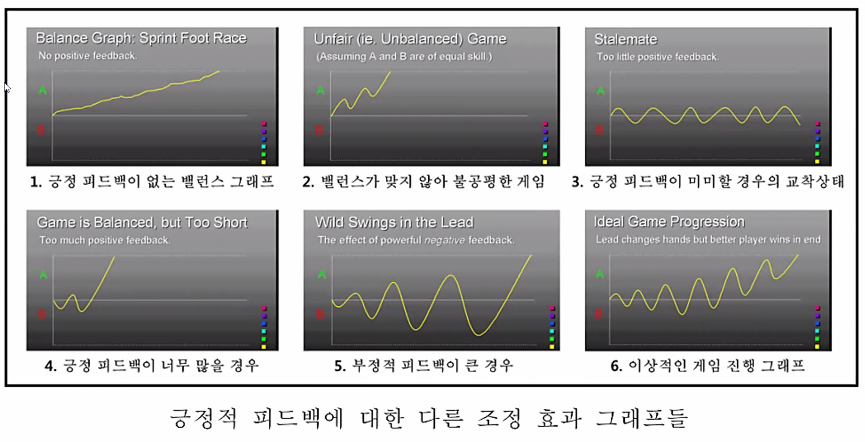 Balance Graph: Sprint Foot Race
No positive feedback.
A
B
1. 긍정 피드백이 없는 밸런스 그래프
Unfair (ie. Unbalanced) Game
(Assuming A and B are of equal skill.)
A
B
2. 밸런스가 맞지 않아 불공평한 게임
Stalemate
Too little positive feedback.
A
B
3. 긍정 피드백이 미미할 경우의 교착상태
Game is Balanced, but Too Short
Too much positive feedback.
A
B
4. 긍정 피드백이 너무 많을 경우
Wild Swings in the Lead
The effect of powerful negative feedback.
A
B
5. 부정적 피드백이 큰 경우
Ideal Game Progression
Lead changes hands but better player wins in end
A
B
6. 이상적인 게임 진행 그래프
긍정적 피드백에 대한 다른 조정 효과 그래프들